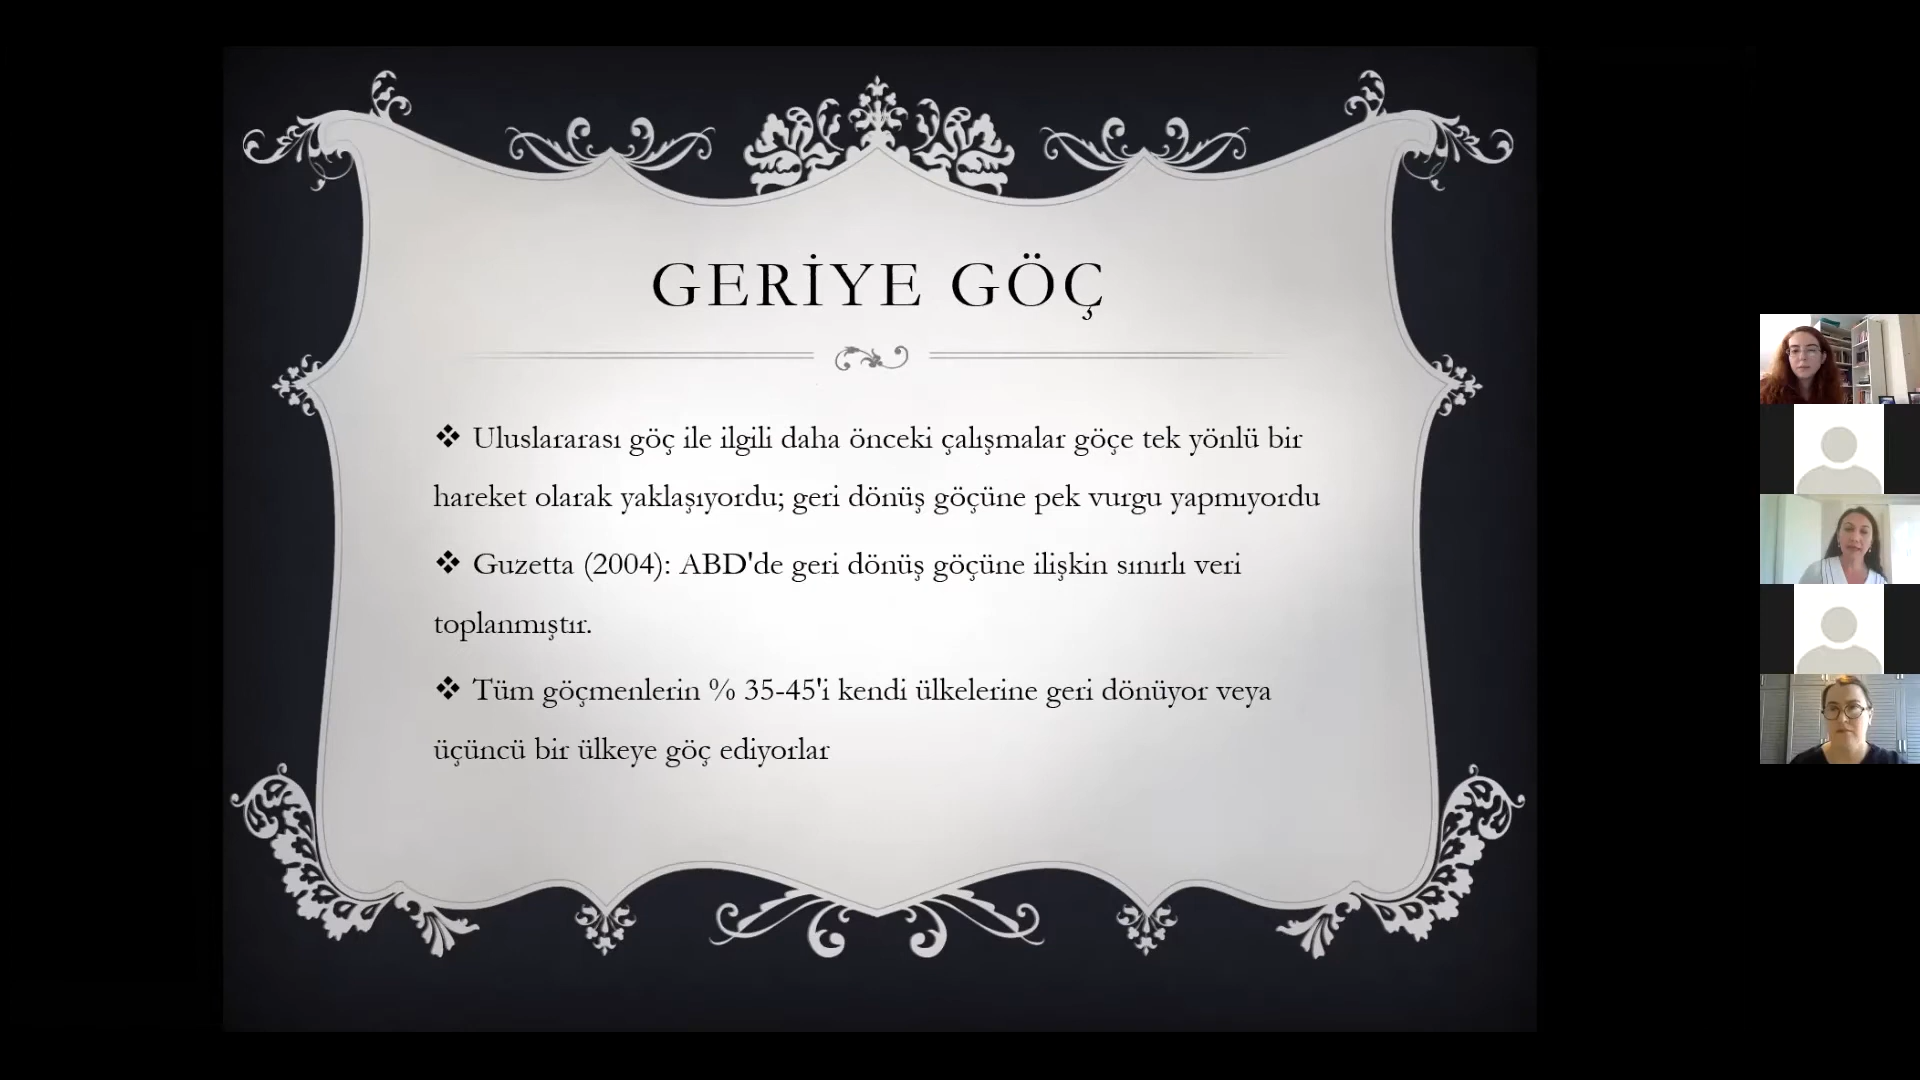 GERİYE GÖÇ
❖ Uluslararası göç ile ilgili daha önceki çalışmalar göçe tek yönlü bir
hareket olarak yaklaşıyordu; geri dönüş göçüne pek vurgu yapmıyordu
❖ Guzetta (2004): ABD'de geri dönüş göçüne ilişkin sınırlı veri
toplanmıştır.
❖ Tüm göçmenlerin % 35-45'i kendi ülkelerine geri dönüyor veya
üçüncü bir ülkeye göç ediyorlar